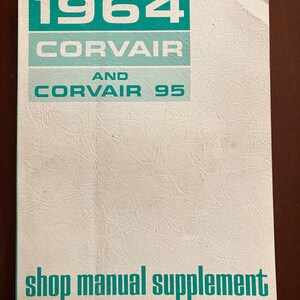 1964
CORVAIR
AND
CORVAIR 95
shop manual supplement